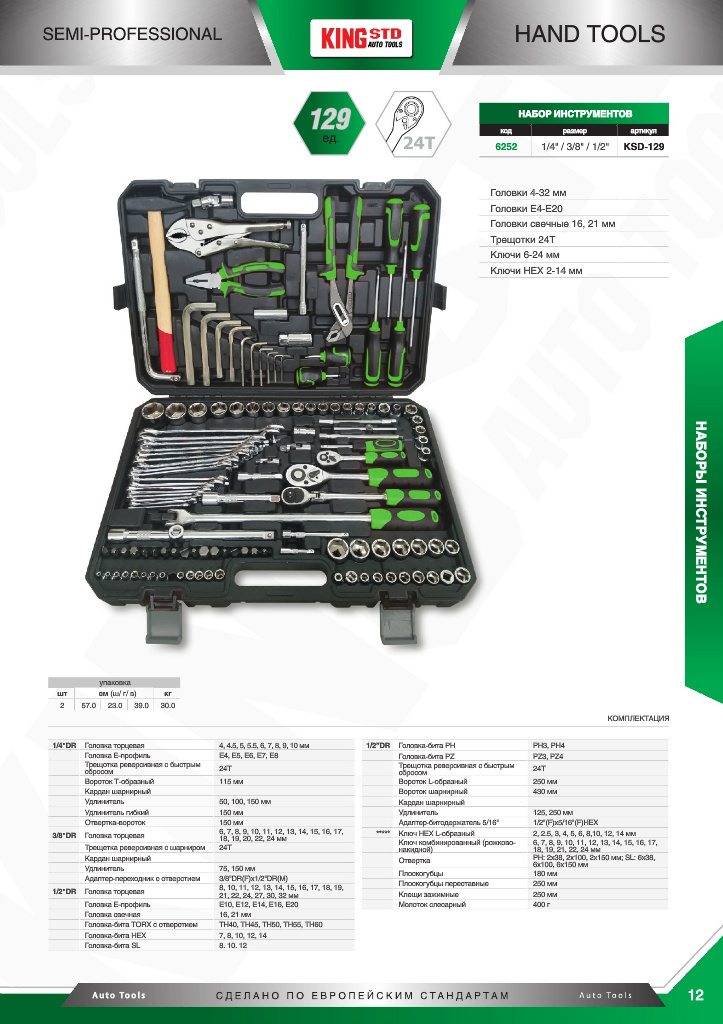 SEMI-PROFESSIONAL
KING STD
AUTO TOOLS
HAND TOOLS
129
ед.
24T
НАБОР ИНСТРУМЕНТОВ
код размер артикул
6252 1/4" / 3/8" / 1/2" KSD-129
Головки 4-32 мм
Головки Е4-Е20
Головки свечные 16, 21 мм
Трещотки 24Т
Ключи 6-24 мм
Ключи HEX 2-14 мм
НАБОРЫ ИНСТРУМЕНТОВ
упаковка
шт см (ш/ г/ в) кг
2 57.0 23.0 39.0 30.0
КОМПЛЕКТАЦИЯ
1/4"DR Головка торцевая 4, 4.5, 5, 5.5, 6, 7, 8, 9, 10 мм
Головка Е-профиль E4, E5, E6, E7, E8
Трещотка реверсивная с быстрым
сбросом 24T
Вороток Т-образный 115 мм
Кардан шарнирный
Удлинитель 50, 100, 150 мм
Удлинитель гибкий 150 мм
Отвертка-вороток 150 мм
3/8"DR Головка торцевая 6, 7, 8, 9, 10, 11, 12, 13, 14, 15, 16, 17,
18, 19, 20, 22, 24 мм
Трещотка реверсивная с шарниром 24T
Кардан шарнирный
Удлинитель 75, 150 мм
Адаптер-переходник с отверстием 3/8"DR(F)x1/2"DR(M)
1/2"DR Головка торцевая 8, 10, 11, 12, 13, 14, 15, 16, 17, 18, 19,
21, 22, 24, 27, 30, 32 мм
Головка Е-профиль E10, E12, E14, E16, E20
Головка свечная 16, 21 мм
Головка-бита TORX с отверстием TH40, TH45, TH50, TH55, TH60
Головка-бита HEX 7, 8, 10, 12, 14
Головка-бита SL 8. 10. 12
1/2"DR Головка-бита PH PH3, PH4
Головка-бита PZ PZ3, PZ4
Трещотка реверсивная с быстрым
сбросом 24T
Вороток L-образный 250 мм
Вороток шарнирный 430 мм
Кардан шарнирный
Удлинитель 125, 250 мм
Адаптер-битодержатель 5/16" 1/2"(F)x5/16"(F)HEX
***** Ключ HEX L-образный 2, 2.5, 3, 4, 5, 6, 8,10, 12, 14 мм
Ключ комбинированный (рожково-
накидной) 6, 7, 8, 9, 10, 11, 12, 13, 14, 15, 16, 17,
18, 19, 21, 22, 24 мм
Отвертка PH: 2x38, 2x100, 2x150 мм; SL: 6x38,
6x100, 6x150 мм
Плоскогубцы 180 мм
Плоскогубцы переставные 250 мм
Клещи зажимные 250 мм
Молоток слесарный 400 г
Auto Tools
СДЕЛАНО ПО ЕВРОПЕЙСКИМ СТАНДАРТАМ
Auto Tools
12